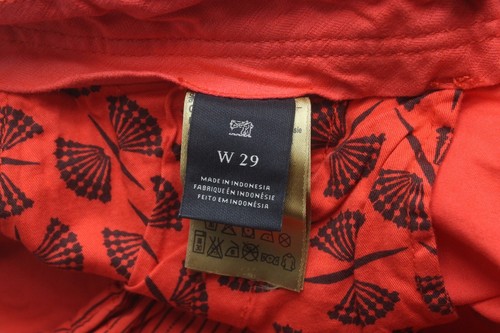 W 29
MADE IN INDONESIA
FABRIQUÉ EN INDONÉSIE
FEITO EM INDONÉSIA